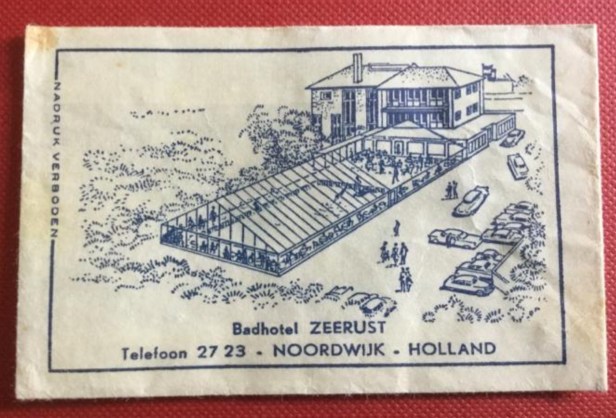 NADRUK VERBODEN
Badhotel ZEERUST
Telefoon 27 23 - NOORDWIJK - HOLLAND